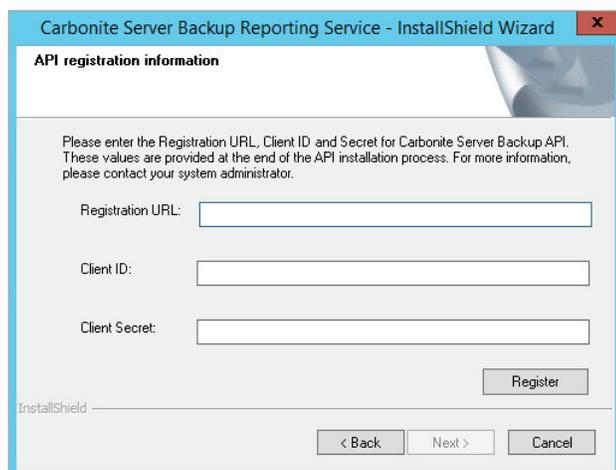 Carbonite Server Backup Reporting Service - InstallShield Wizard
x
API registration information
Please enter the Registration URL, Client ID and Secret for Carbonite Server Backup API.
These values are provided at the end of the API installation process. For more information,
please contact your system administrator.
Registration URL:
Client ID:
Client Secret:
Register
InstallShield
< Back Next > Cancel